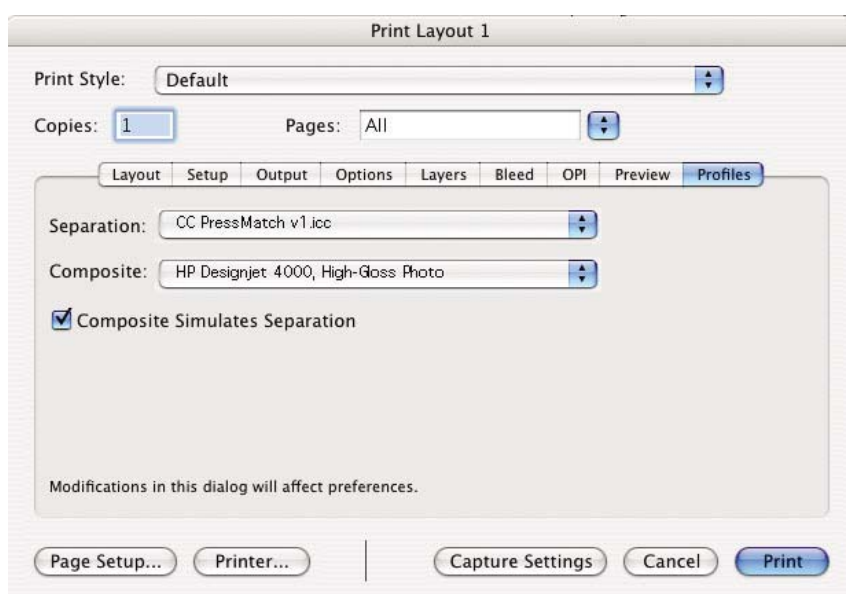 Print Layout 1
Print Style: Default
Copies: 1 Pages: All
Layout Setup Output Options Layers Bleed OPI Preview Profiles
Separation: CC PressMatch v1.icc
Composite: HP Designjet 4000, High-Gloss Photo
Composite Simulates Separation
Modifications in this dialog will affect preferences.
Page Setup... Printer... Capture Settings Cancel Print